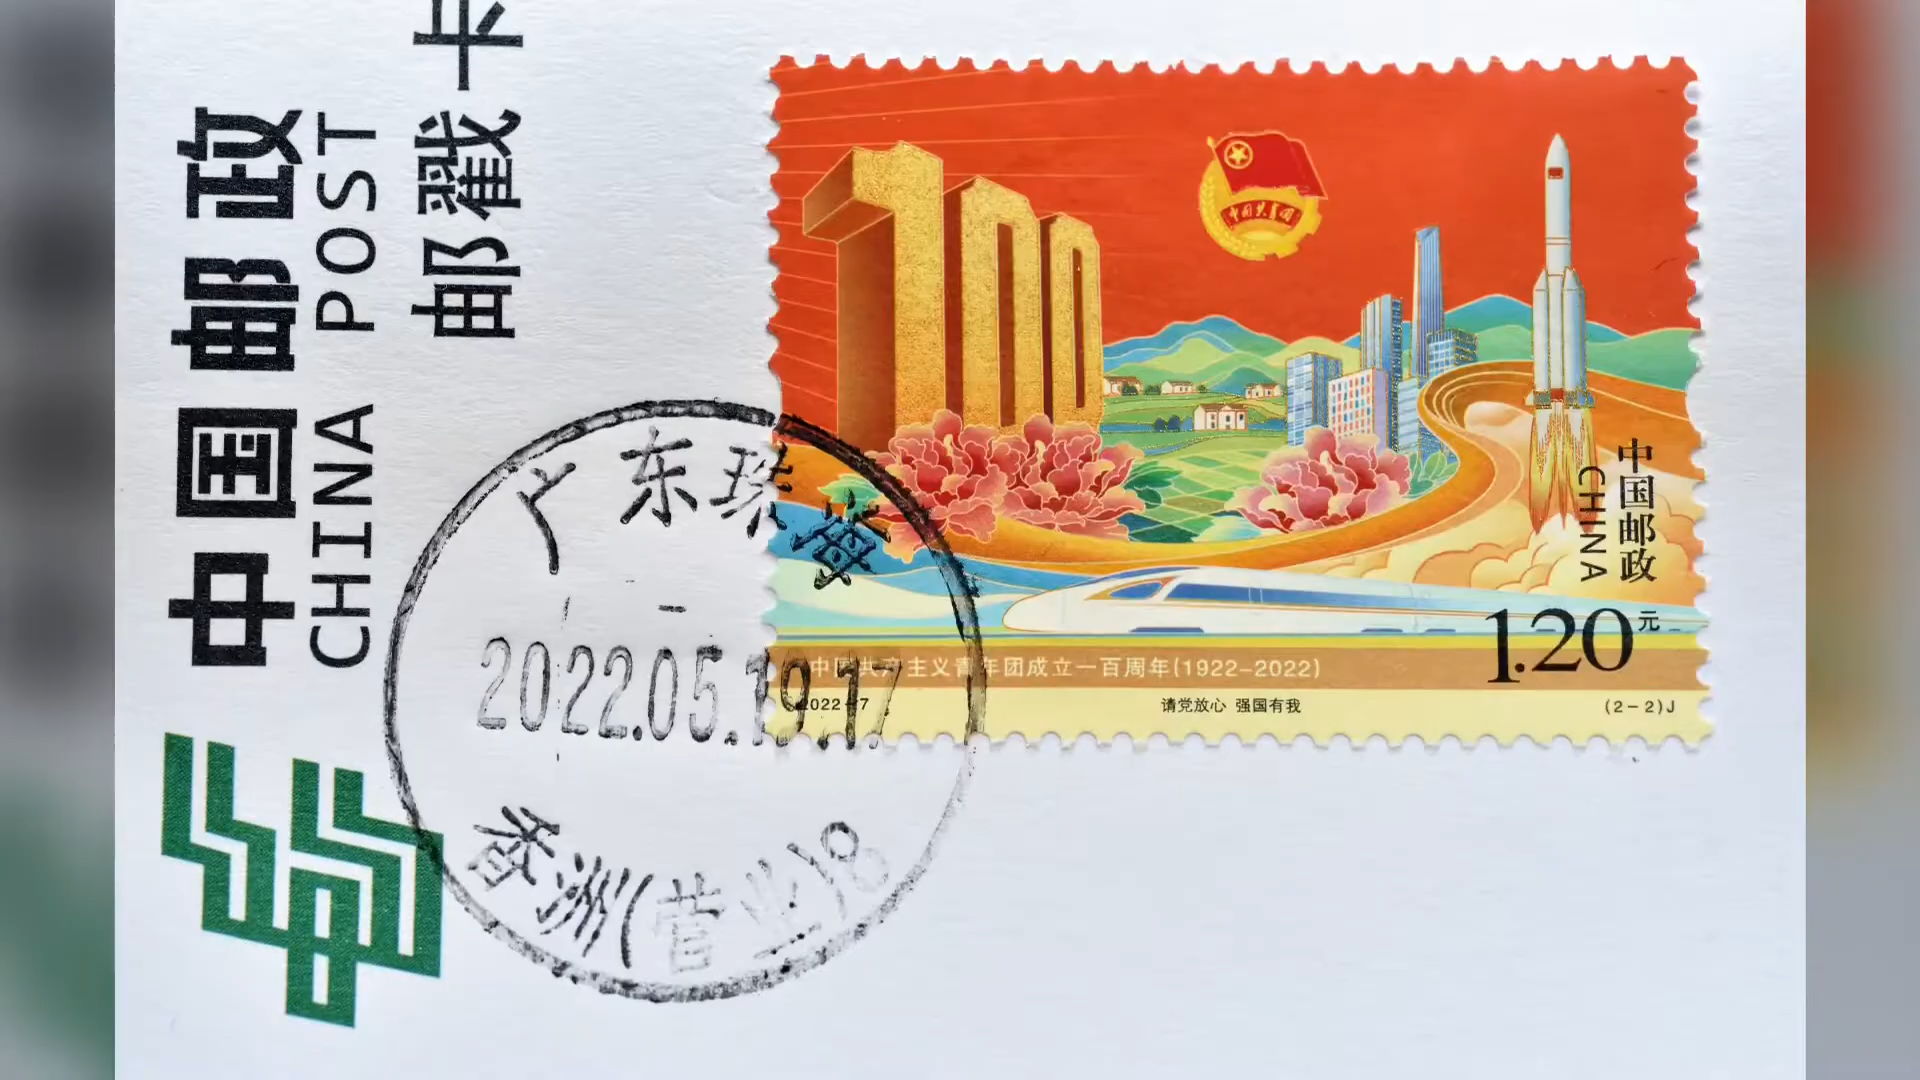 中国邮政
CHINA POST
邮戳卡
100
中国共青团
中国邮政
CHINA
1.20元
中国共产主义青年团成立一百周年(1922-2022)
2022-7
请党放心 强国有我
(2-2)J
广东珠海
2022.05.19.17
香洲(营业)8